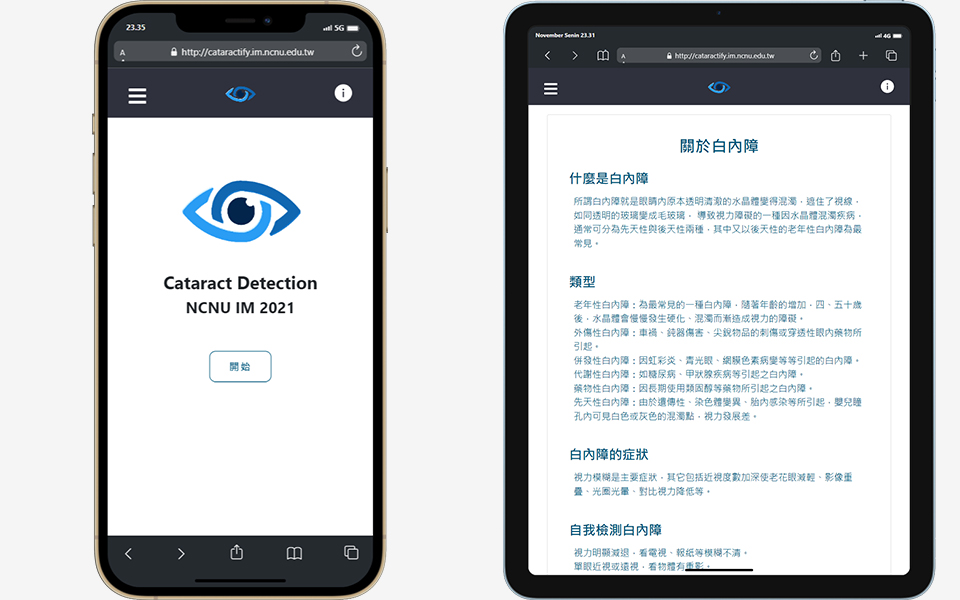 23.35
5G
A
http://cataractify.im.ncnu.edu.tw
i
Cataract Detection
NCNU IM 2021
開始
November Senin 23.31
4G
A
http://cataractify.im.ncnu.edu.tw
i
關於白內障
什麼是白內障
所謂白內障就是眼睛內原本透明清澈的水晶體變得混濁，遮住了視線，
如同透明的玻璃變成毛玻璃， 導致視力障礙的一種因水晶體混濁疾病，
通常可分為先天性與後天性兩種，其中又以後天性的老年性白內障為最
常見。
類型
老年性白內障：為最常見的一種白內障，隨著年齡的增加，四、五十歲
後，水晶體會慢慢發生硬化、混濁而漸造成視力的障礙。
外傷性白內障：車禍、鈍器傷害、尖銳物品的刺傷或穿透性眼內藥物所
引起。
併發性白內障：因虹彩炎、青光眼、網膜色素病變等等引起的白內障。
代謝性白內障：如糖尿病、甲狀腺疾病等引起之白內障。
藥物性白內障：因長期使用類固醇等藥物所引起之白內障。
先天性白內障：由於遺傳性、染色體變異、胎內感染等所引起，嬰兒瞳
孔內可見白色或灰色的混濁點，視力發展差。
白內障的症狀
視力模糊是主要症狀，其它包括近視度數加深使老花眼減輕、影像重
疊、光圈光暈、對比視力降低等。
自我檢測白內障
視力明顯減退，看電視、報紙等模糊不清。
單眼近視或遠視，看物體有重影。